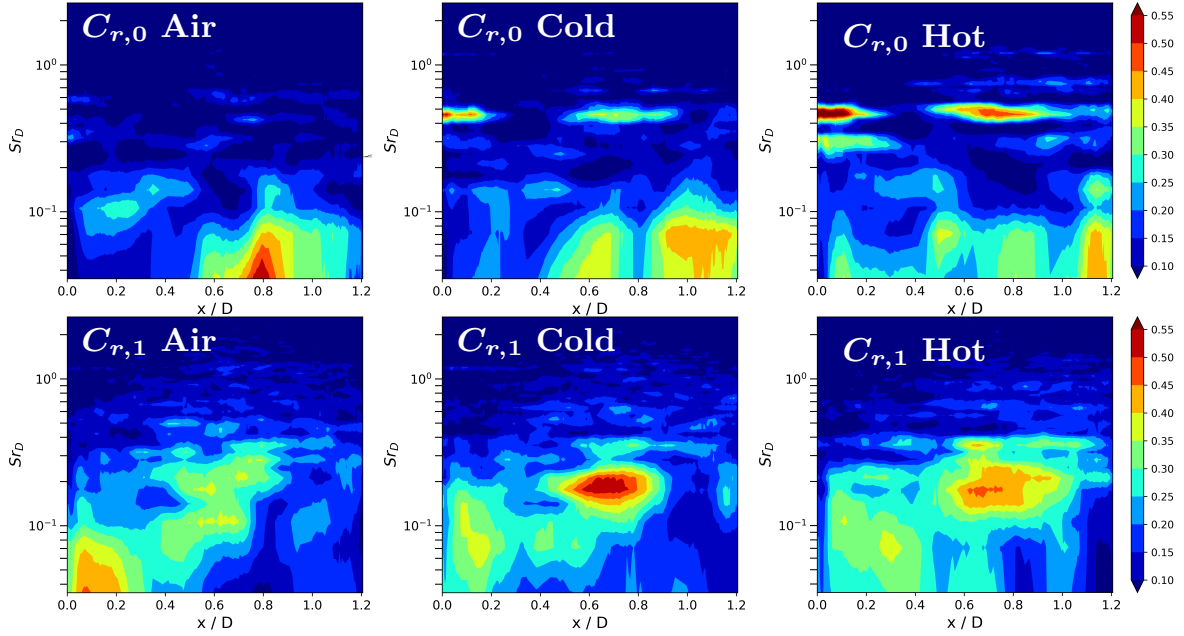 C_{r,0} Air
C_{r,0} Cold
C_{r,0} Hot
Sr_D
10^0
10^{-1}
0.0 0.2 0.4 0.6 0.8 1.0 1.2
x / D
Sr_D
10^0
10^{-1}
0.0 0.2 0.4 0.6 0.8 1.0 1.2
x / D
Sr_D
10^0
10^{-1}
0.0 0.2 0.4 0.6 0.8 1.0 1.2
x / D
0.55
0.50
0.45
0.40
0.35
0.30
0.25
0.20
0.15
0.10
C_{r,1} Air
C_{r,1} Cold
C_{r,1} Hot
Sr_D
10^0
10^{-1}
0.0 0.2 0.4 0.6 0.8 1.0 1.2
x / D
Sr_D
10^0
10^{-1}
0.0 0.2 0.4 0.6 0.8 1.0 1.2
x / D
Sr_D
10^0
10^{-1}
0.0 0.2 0.4 0.6 0.8 1.0 1.2
x / D
0.55
0.50
0.45
0.40
0.35
0.30
0.25
0.20
0.15
0.10